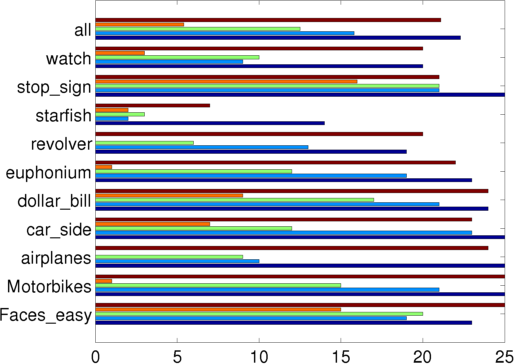 all
watch
stop_sign
starfish
revolver
euphonium
dollar_bill
car_side
airplanes
Motorbikes
Faces_easy
0 5 10 15 20 25